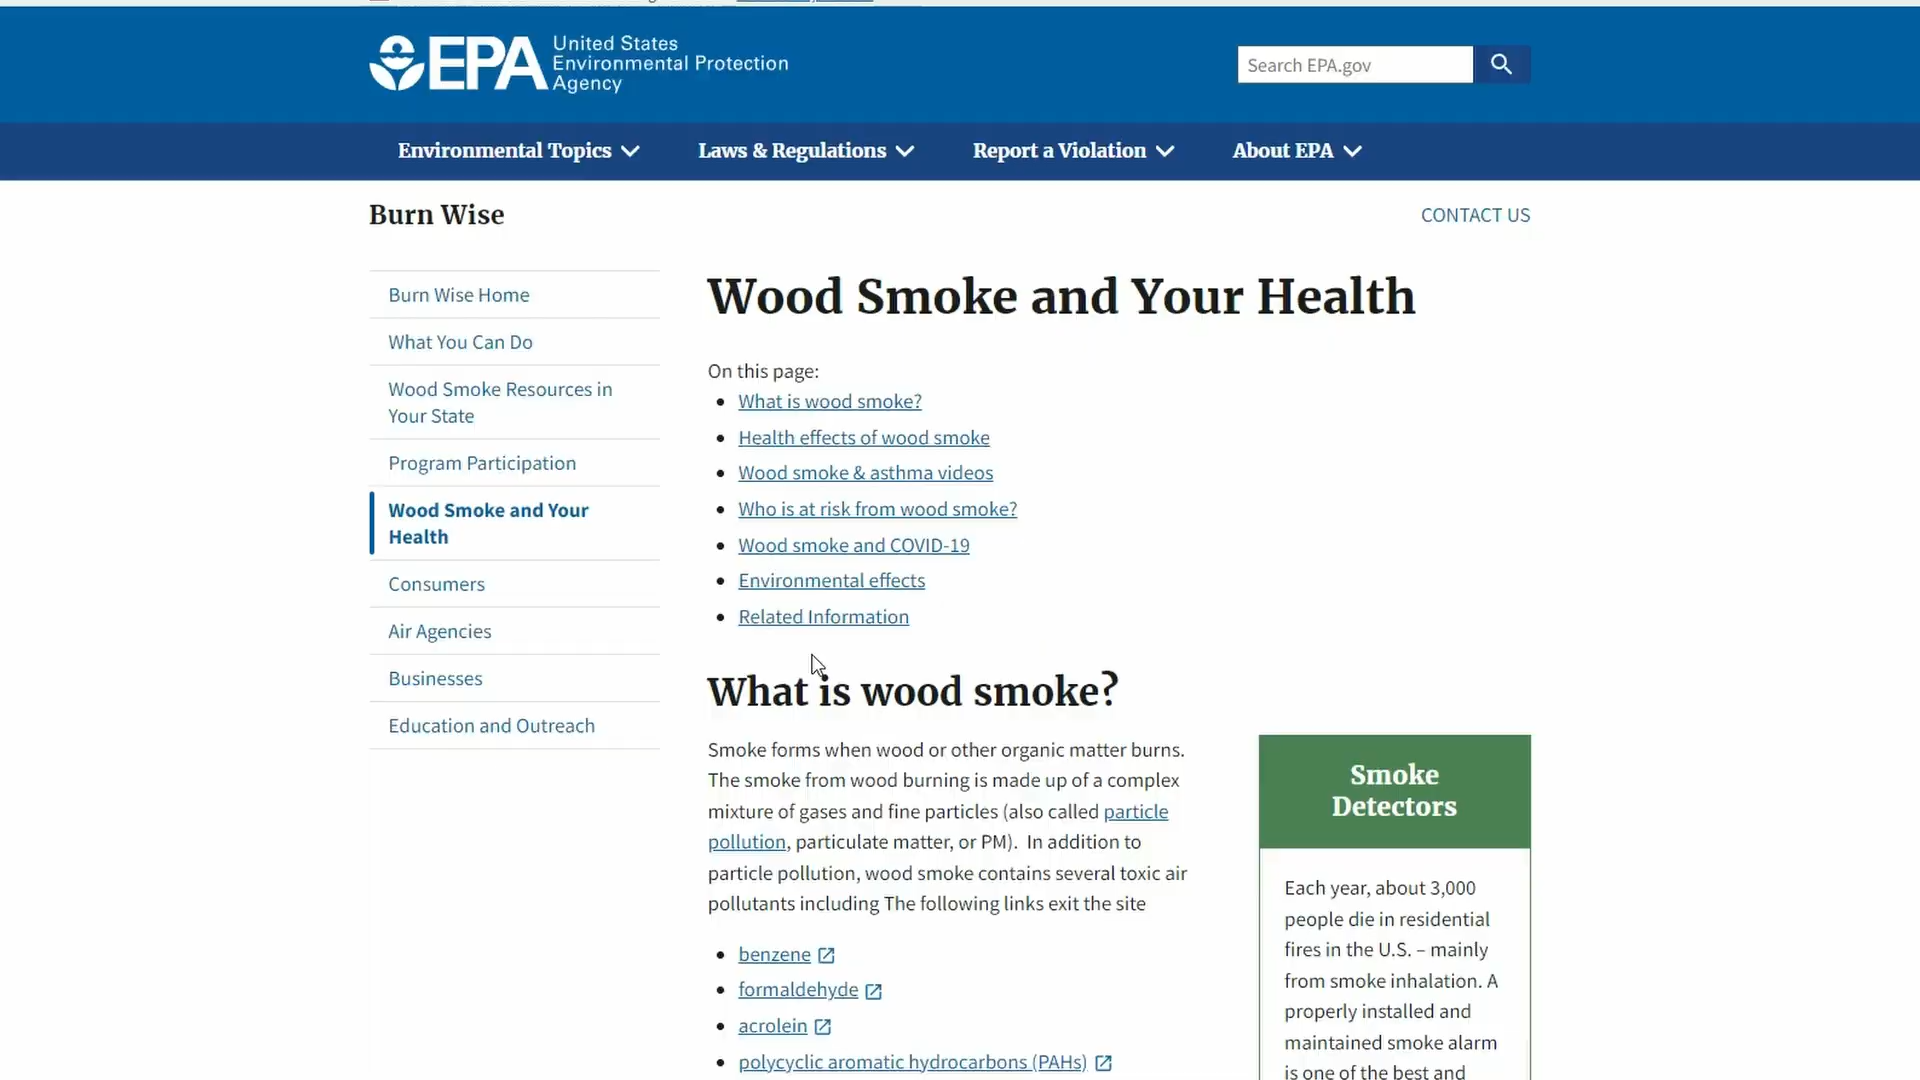 EPA United States
Environmental Protection
Agency
Search EPA.gov
Environmental Topics
Laws & Regulations
Report a Violation
About EPA
Burn Wise
CONTACT US
Burn Wise Home
What You Can Do
Wood Smoke Resources in
Your State
Program Participation
Wood Smoke and Your
Health
Consumers
Air Agencies
Businesses
Education and Outreach
Wood Smoke and Your Health
On this page:
What is wood smoke?
Health effects of wood smoke
Wood smoke & asthma videos
Who is at risk from wood smoke?
Wood smoke and COVID-19
Environmental effects
Related Information
What is wood smoke?
Smoke forms when wood or other organic matter burns.
The smoke from wood burning is made up of a complex
mixture of gases and fine particles (also called particle
pollution, particulate matter, or PM).  In addition to
particle pollution, wood smoke contains several toxic air
pollutants including The following links exit the site
benzene
formaldehyde
acrolein
polycyclic aromatic hydrocarbons (PAHs)
Smoke
Detectors
Each year, about 3,000
people die in residential
fires in the U.S. – mainly
from smoke inhalation. A
properly installed and
maintained smoke alarm
is one of the best and